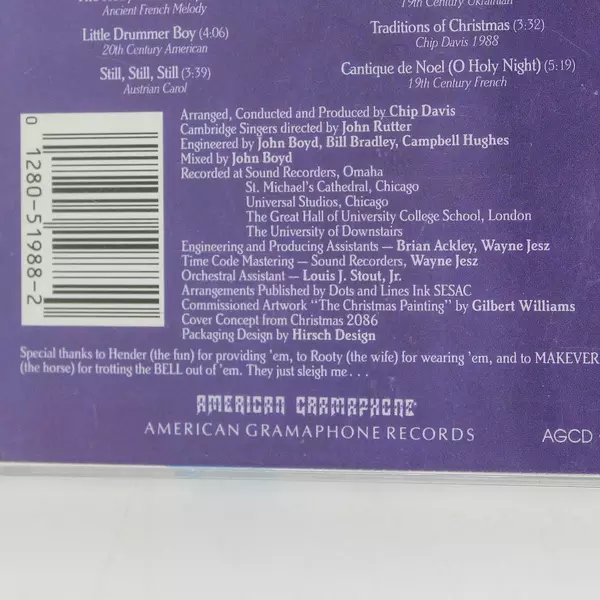 Ancient French Melody
Little Drummer Boy (4:06)
20th Century American
Still, Still, Still (3:39)
Austrian Carol
19th Century Ukrainian
Traditions of Christmas (3:32)
Chip Davis 1988
Cantique de Noel (O Holy Night) (5:19)
19th Century French
0 1280-51988-2
Arranged, Conducted and Produced by Chip Davis
Cambridge Singers directed by John Rutter
Engineered by John Boyd, Bill Bradley, Campbell Hughes
Mixed by John Boyd
Recorded at Sound Recorders, Omaha
St. Michael's Cathedral, Chicago
Universal Studios, Chicago
The Great Hall of University College School, London
The University of Downstairs
Engineering and Producing Assistants — Brian Ackley, Wayne Jesz
Time Code Mastering — Sound Recorders, Wayne Jesz
Orchestral Assistant — Louis J. Stout, Jr.
Arrangements Published by Dots and Lines Ink SESAC
Commissioned Artwork "The Christmas Painting" by Gilbert Williams
Cover Concept from Christmas 2086
Packaging Design by Hirsch Design
Special thanks to Hender (the fun) for providing 'em, to Rooty (the wife) for wearing 'em, and to MAKEVER
(the horse) for trotting the BELL out of 'em. They just sleigh me . . .
AMERICAN GRAMAPHONE
AMERICAN GRAMAPHONE RECORDS
AGCD